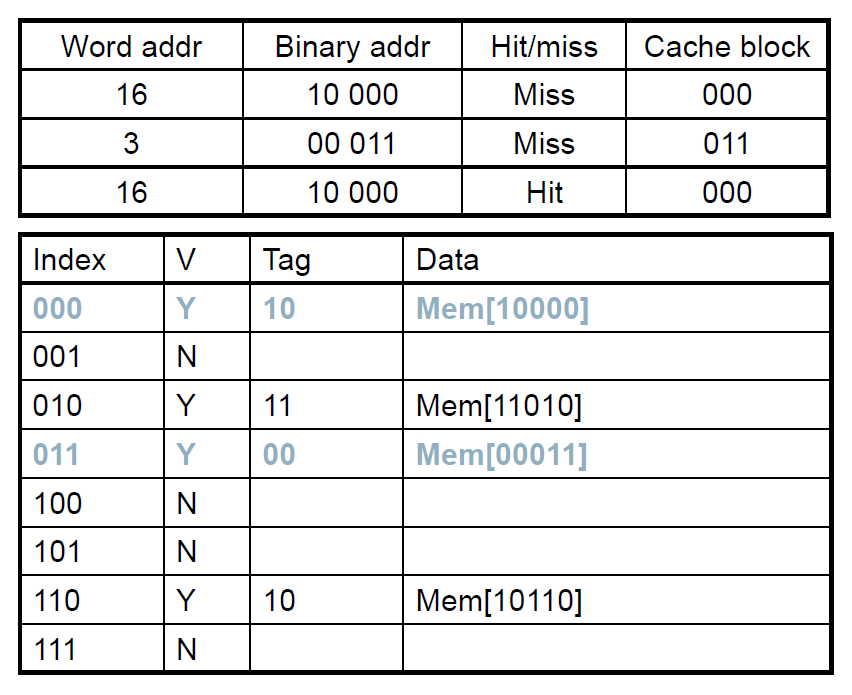 Word addr Binary addr Hit/miss Cache block
16 10 000 Miss 000
3 00 011 Miss 011
16 10 000 Hit 000
Index V Tag Data
000 Y 10 Mem[10000]
001 N
010 Y 11 Mem[11010]
011 Y 00 Mem[00011]
100 N
101 N
110 Y 10 Mem[10110]
111 N